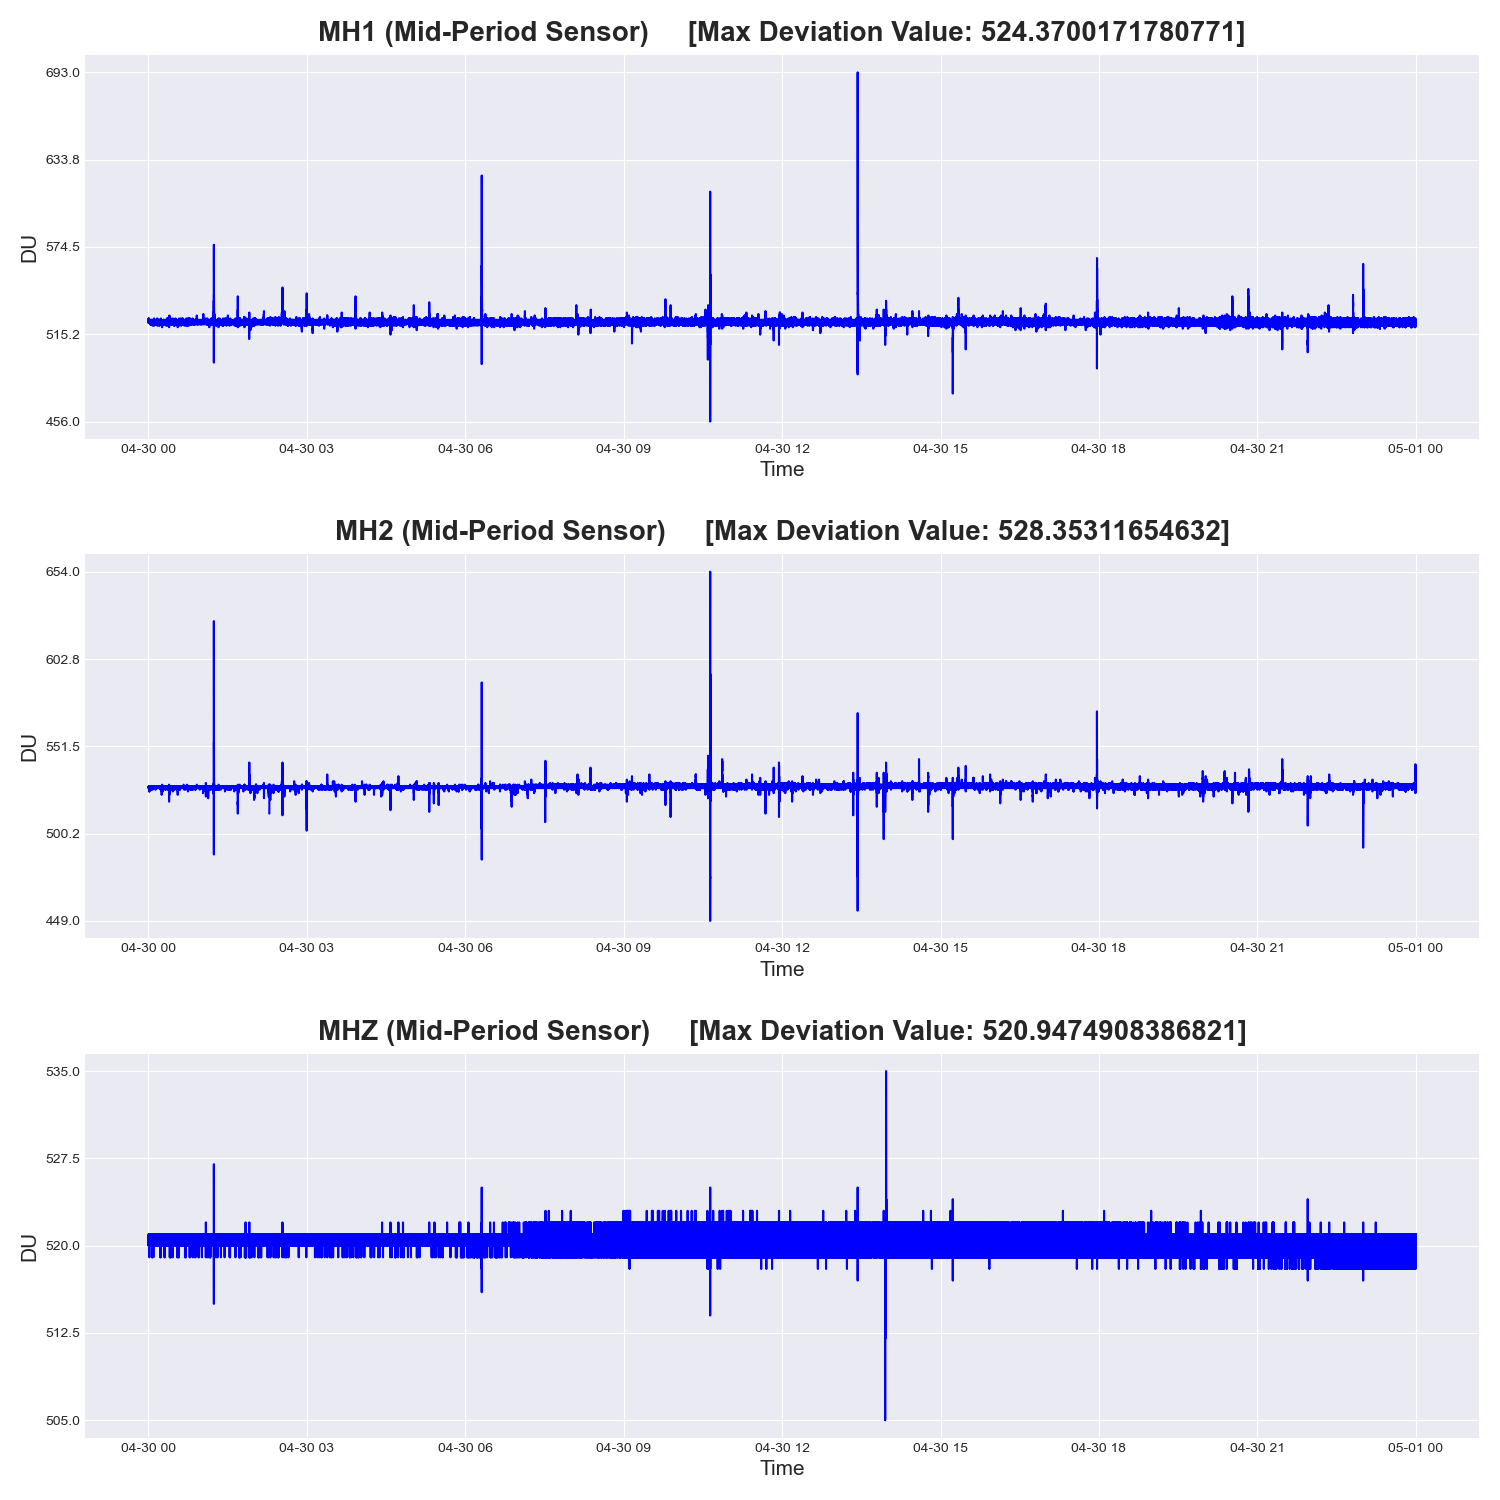 MH1 (Mid-Period Sensor)     [Max Deviation Value: 524.3700171780771]
693.0
633.8
574.5
515.2
456.0
DU
04-30 00 04-30 03 04-30 06 04-30 09 04-30 12 04-30 15 04-30 18 04-30 21 05-01 00
Time
MH2 (Mid-Period Sensor)     [Max Deviation Value: 528.35311654632]
654.0
602.8
551.5
500.2
449.0
DU
04-30 00 04-30 03 04-30 06 04-30 09 04-30 12 04-30 15 04-30 18 04-30 21 05-01 00
Time
MHZ (Mid-Period Sensor)     [Max Deviation Value: 520.9474908386821]
535.0
527.5
520.0
512.5
505.0
DU
04-30 00 04-30 03 04-30 06 04-30 09 04-30 12 04-30 15 04-30 18 04-30 21 05-01 00
Time